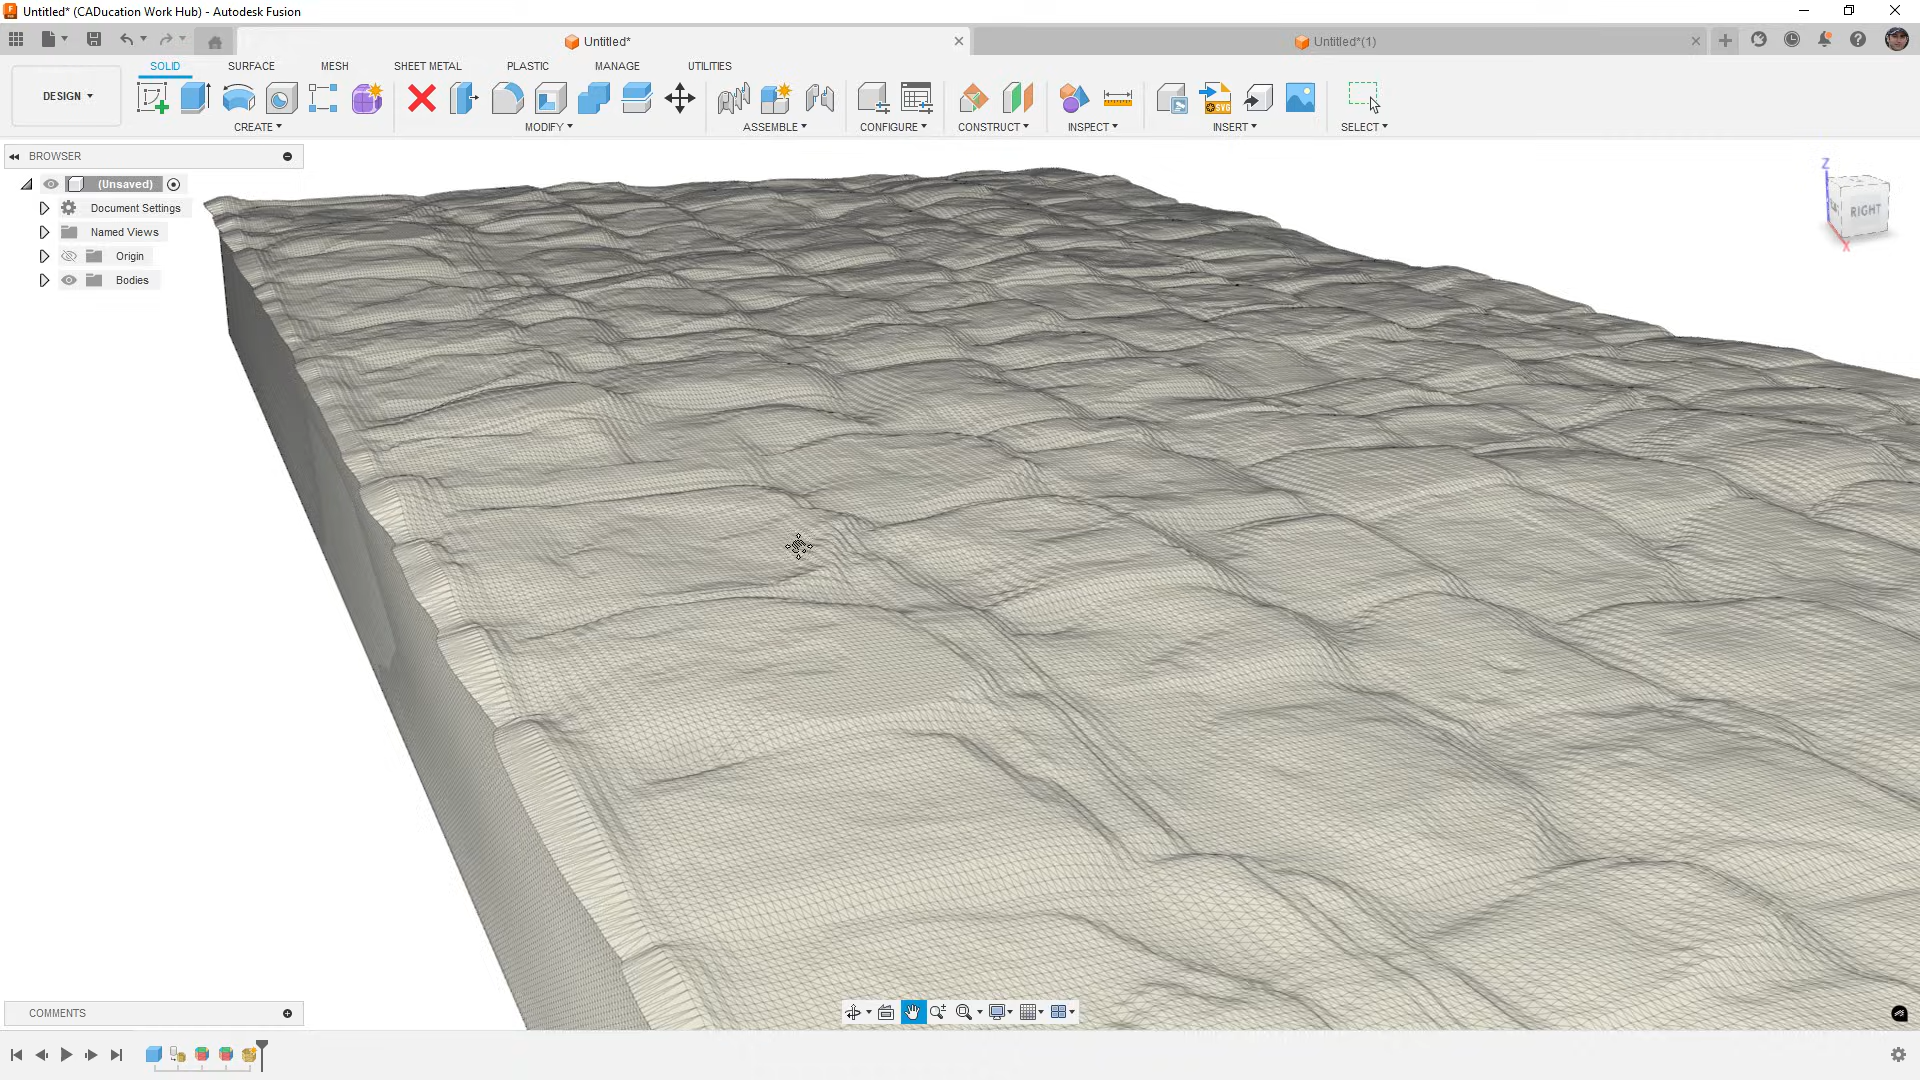 Untitled* (CADucation Work Hub) - Autodesk Fusion
Untitled*
Untitled*(1)
SOLID
SURFACE
MESH
SHEET METAL
PLASTIC
MANAGE
UTILITIES
DESIGN
SVG
CREATE
MODIFY
ASSEMBLE
CONFIGURE
CONSTRUCT
INSPECT
INSERT
SELECT
BROWSER
(Unsaved)
Document Settings
Named Views
Origin
Bodies
Z
RIGHT
X
COMMENTS